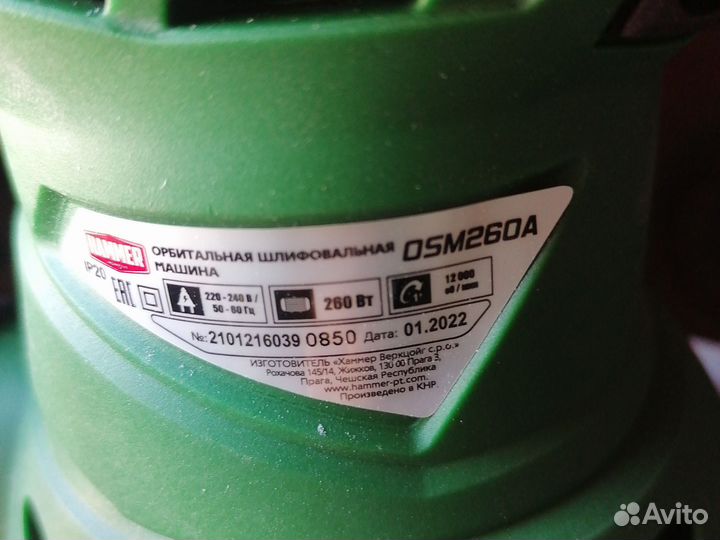 HAMMER
ОРБИТАЛЬНАЯ ШЛИФОВАЛЬНАЯ
МАШИНА
OSM260A
IP20
EAC
220 - 240 В /
50 - 60 Гц
260 Вт
12 000
об / мин
№: 2101216039 0850 Дата: 01.2022
ИЗГОТОВИТЕЛЬ «Хаммер Веркцойг с.р.о.»
Рохачова 145/14, Жижков, 130 00 Прага 3,
Прага, Чешская Республика
www.hammer-pt.com
Произведено в КНР
Avito